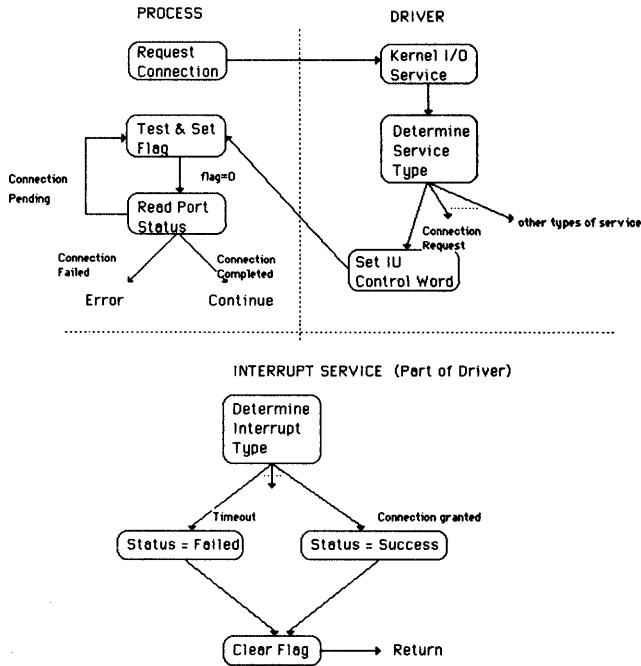 PROCESS
DRIVER
Request
Connection
Kernel I/O
Service
Test & Set
Flag
Determine
Service
Type
Connection
Pending
flag=0
Read Port
Status
other types of service
Connection
Request
Connection
Failed
Connection
Completed
Set IU
Control Word
Error
Continue
INTERRUPT SERVICE (Part of Driver)
Determine
Interrupt
Type
Timeout
Connection granted
Status = Failed
Status = Success
Clear Flag
Return